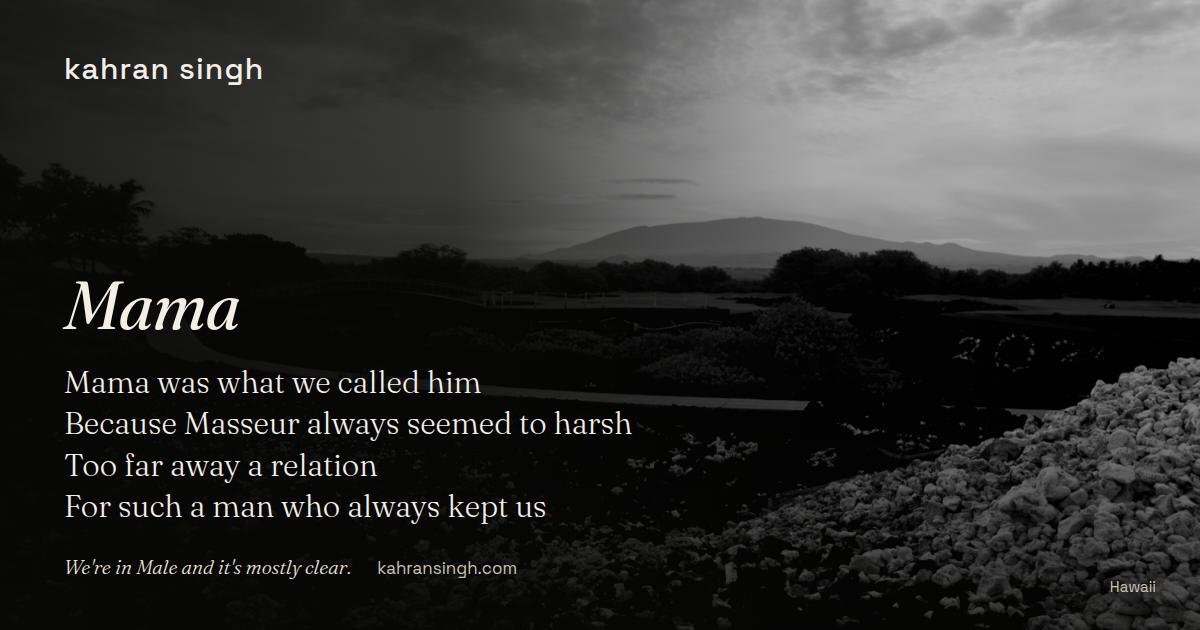 kahran singh
Mama
Mama was what we called him
Because Masseur always seemed to harsh
Too far away a relation
For such a man who always kept us
We're in Male and it's mostly clear. kahransingh.com
Hawaii